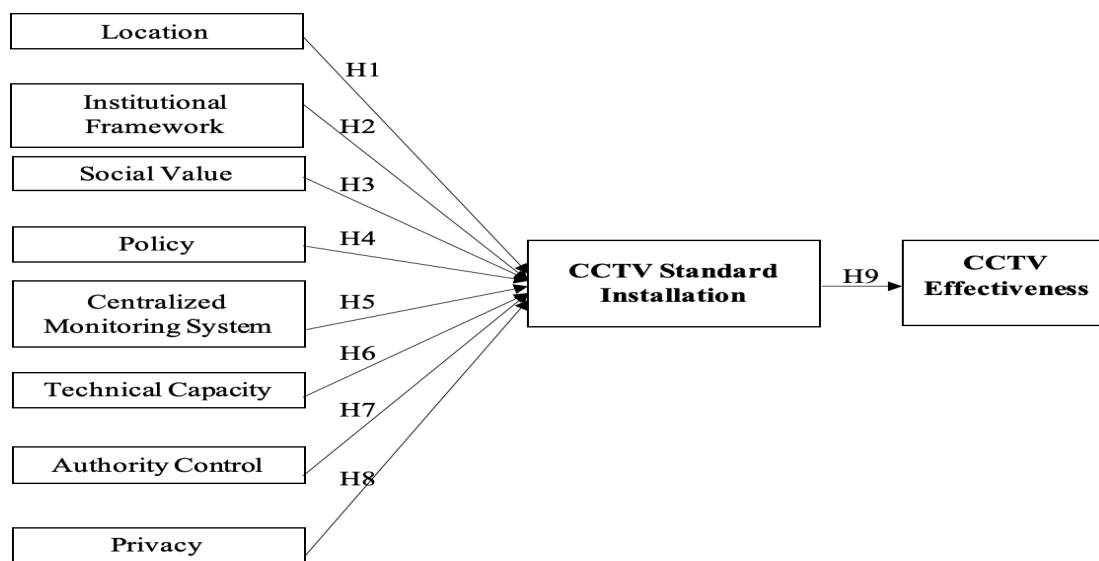 Location
H1
Institutional
Framework
H2
Social Value
H3
Policy
H4
Centralized
Monitoring System
H5
Technical Capacity
H6
Authority Control
H7
Privacy
H8
CCTV Standard
Installation
H9
CCTV
Effectiveness